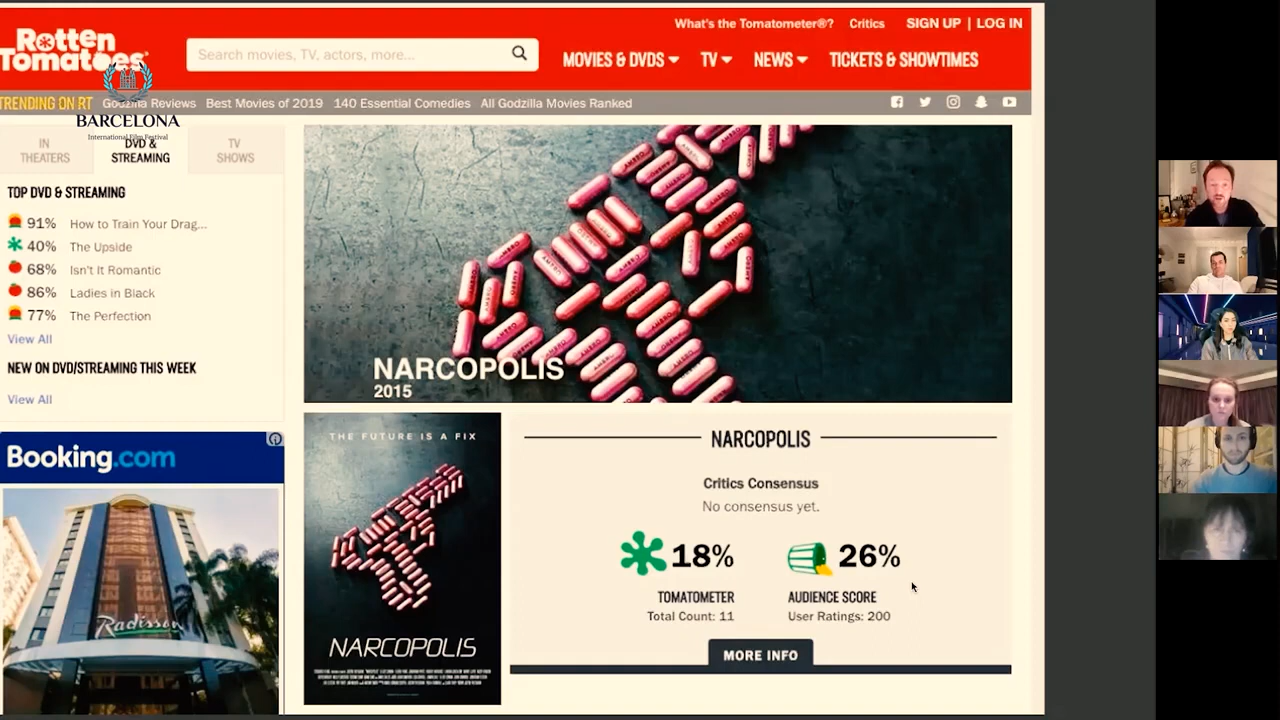 What's the Tomatometer®? Critics SIGN UP | LOG IN
Rotten
Tomatoes
Search movies, TV, actors, more...
MOVIES & DVDS TV NEWS TICKETS & SHOWTIMES
TRENDING ON RT Godzilla Reviews Best Movies of 2019 140 Essential Comedies All Godzilla Movies Ranked
BARCELONA
International Film Festival
IN THEATERS
DVD & STREAMING
TV SHOWS
TOP DVD & STREAMING
91% How to Train Your Drag...
40% The Upside
68% Isn't It Romantic
86% Ladies in Black
77% The Perfection
View All
NEW ON DVD/STREAMING THIS WEEK
View All
Booking.com
Radisson
NARCOPOLIS
2015
THE FUTURE IS A FIX
NARCOPOLIS
NARCOPOLIS
Critics Consensus
No consensus yet.
18% 26%
TOMATOMETER AUDIENCE SCORE
Total Count: 11 User Ratings: 200
MORE INFO